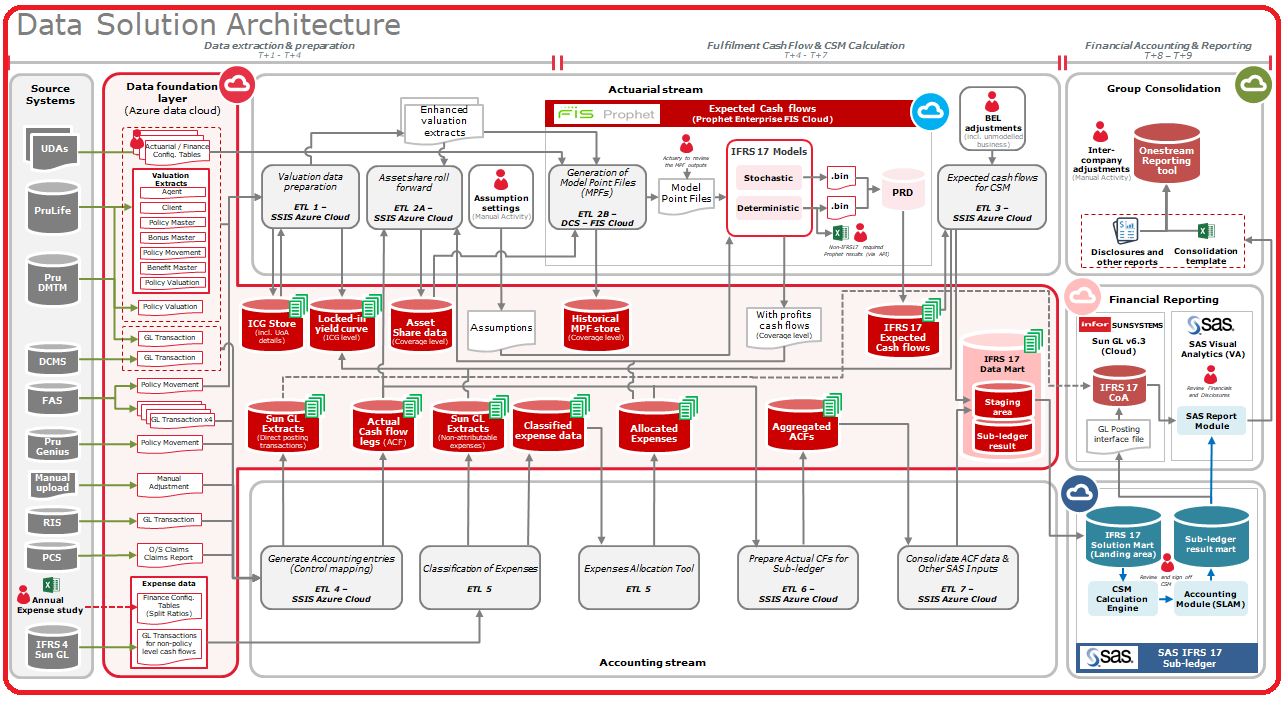 Data Solution Architecture
Data extraction & preparation
T+1 - T+4
Fulfilment Cash Flow & CSM Calculation
T+4 - T+7
Financial Accounting & Reporting
T+8 – T+9
Source
Systems
UDAs
PruLife
Pru
DMTM
DCMS
FAS
Pru
Genius
Manual
upload
RIS
PCS
Annual
Expense study
IFRS 4
Sun GL
Data foundation
layer
(Azure data cloud)
Actuarial / Finance
Config. Tables
Valuation
Extracts
Agent
Client
Policy Master
Bonus Master
Policy Movement
Benefit Master
Policy Valuation
Policy Valuation
GL Transaction
GL Transaction
Policy Movement
GL Transaction x4
Policy Movement
Manual
Adjustment
GL Transaction
O/S Claims
Claims Report
Expense data
Finance Config.
Tables
(Split Ratios)
GL Transactions
for non-policy
level cash flows
Actuarial stream
Enhanced
valuation
extracts
FIS Prophet
Expected Cash flows
(Prophet Enterprise FIS Cloud)
Valuation data
preparation
ETL 1 –
SSIS Azure Cloud
Asset share roll
forward
ETL 2A –
SSIS Azure Cloud
Assumption
settings
(Manual Activity)
Generation of
Model Point Files
(MPFs)
ETL 2B -
DCS – FIS Cloud
Actuary to review
the MPF outputs
Model
Point Files
IFRS 17 Models
Stochastic
Deterministic
.bin
.bin
PRD
Non-IFRS17 required
Prophet results (via API)
BEL
adjustments
(incl. unmodelled
business)
Expected cash flows
for CSM
ETL 3 –
SSIS Azure Cloud
ICG Store
(incl. UoA
details)
Locked-in
yield curve
(ICG level)
Asset
Share data
(Coverage level)
Assumptions
Historical
MPF store
(Coverage level)
With profits
cash flows
(Coverage level)
IFRS 17
Expected
Cash flows
IFRS 17
Data Mart
Staging
area
Sub-ledger
result
Sun GL
Extracts
(Direct posting
transactions)
Actual
Cash flow
legs (ACF)
Sun GL
Extracts
(Non-attributable
expenses)
Classified
expense data
Allocated
Expenses
Aggregated
ACFs
Generate Accounting entries
(Control mapping)
ETL 4 –
SSIS Azure Cloud
Classification of Expenses
ETL 5
Expenses Allocation Tool
ETL 5
Prepare Actual CFs for
Sub-ledger
ETL 6 –
SSIS Azure Cloud
Consolidate ACF data &
Other SAS Inputs
ETL 7 –
SSIS Azure Cloud
Accounting stream
Group Consolidation
Inter-
company
adjustments
(Manual Activity)
Onestream
Reporting
tool
Disclosures and
other reports
Consolidation
template
Financial Reporting
infor SUNSYSTEMS
Sun GL v6.3
(Cloud)
IFRS 17
CoA
GL Posting
interface file
sas.
SAS Visual
Analytics (VA)
Review Financials
and Disclosures
SAS Report
Module
IFRS 17
Solution Mart
(Landing area)
Sub-ledger
result mart
Review and sign off
CSM
CSM
Calculation
Engine
Accounting
Module (SLAM)
sas.
SAS IFRS 17
Sub-ledger